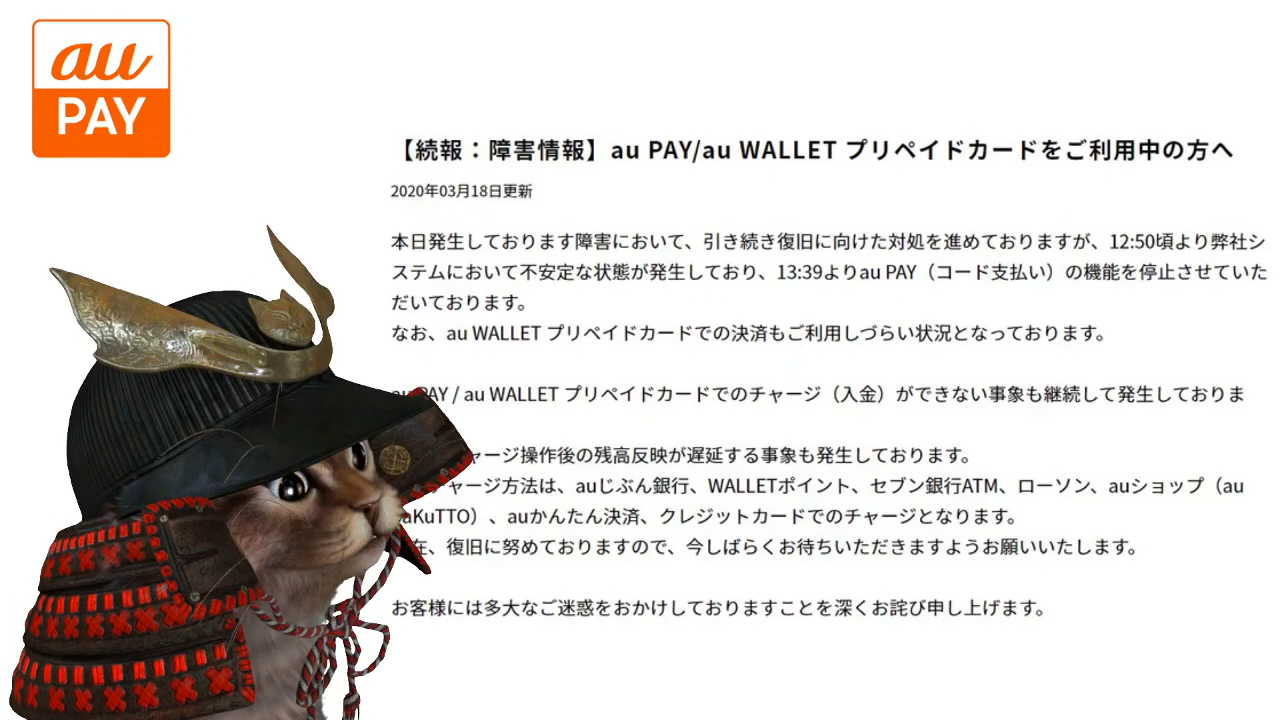 au
PAY
【続報：障害情報】au PAY/au WALLET プリペイドカードをご利用中の方へ
2020年03月18日更新
本日発生しております障害において、引き続き復旧に向けた対処を進めておりますが、12:50頃より弊社シ
ステムにおいて不安定な状態が発生しており、13:39よりau PAY（コード支払い）の機能を停止させていた
だいております。
なお、au WALLET プリペイドカードでの決済もご利用しづらい状況となっております。
au PAY / au WALLET プリペイドカードでのチャージ（入金）ができない事象も継続して発生しておりま
ャージ操作後の残高反映が遅延する事象も発生しております。
ャージ方法は、auじぶん銀行、WALLETポイント、セブン銀行ATM、ローソン、auショップ（au
aKuTTO）、auかんたん決済、クレジットカードでのチャージとなります。
在、復旧に努めておりますので、今しばらくお待ちいただきますようお願いいたします。
お客様には多大なご迷惑をおかけしておりますことを深くお詫び申し上げます。